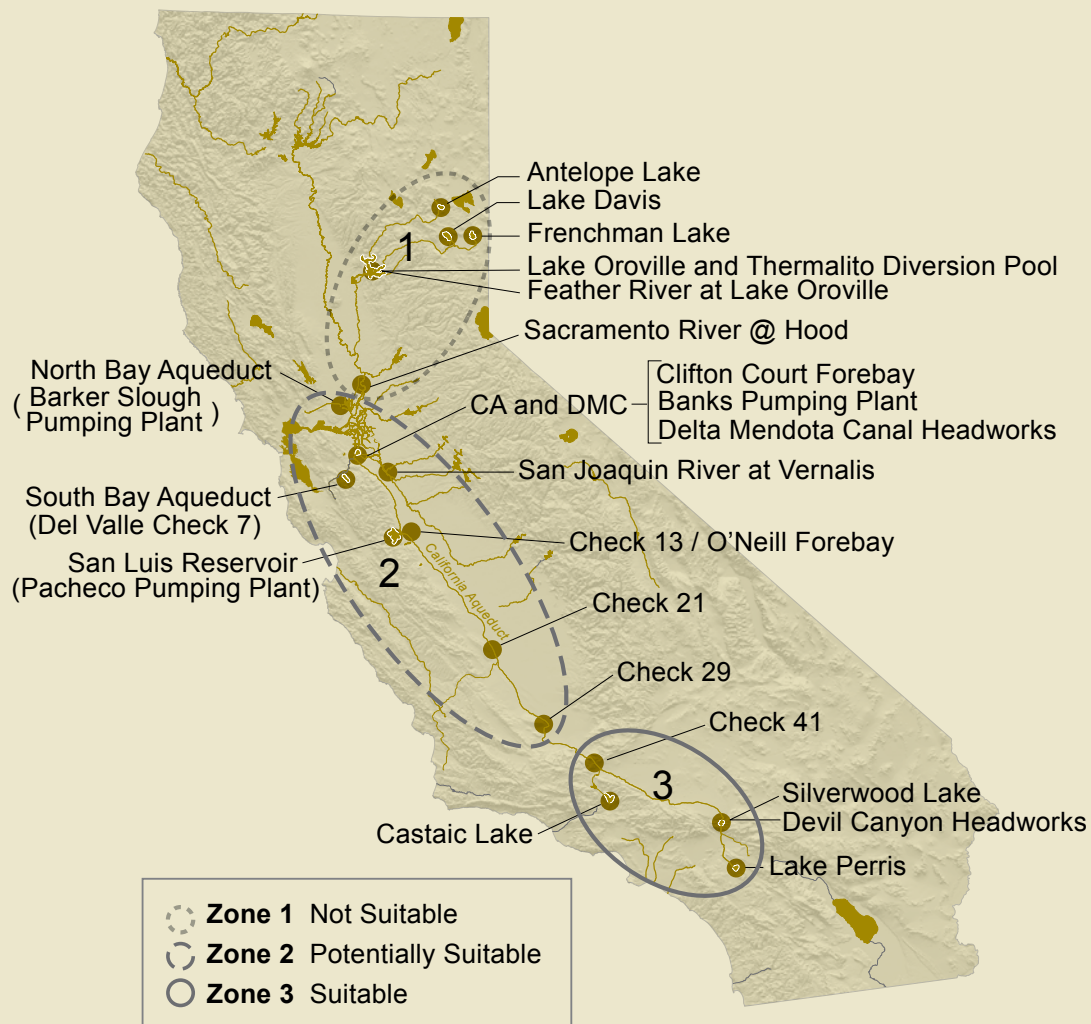 Antelope Lake
Lake Davis
Frenchman Lake
1
Lake Oroville and Thermalito Diversion Pool
Feather River at Lake Oroville
Sacramento River @ Hood
North Bay Aqueduct
( Barker Slough
Pumping Plant )
CA and DMC
Clifton Court Forebay
Banks Pumping Plant
Delta Mendota Canal Headworks
San Joaquin River at Vernalis
South Bay Aqueduct
(Del Valle Check 7)
San Luis Reservoir
(Pacheco Pumping Plant)
Check 13 / O'Neill Forebay
2
California Aqueduct
Check 21
Check 29
Check 41
3
Silverwood Lake
Devil Canyon Headworks
Castaic Lake
Lake Perris
Zone 1 Not Suitable
Zone 2 Potentially Suitable
Zone 3 Suitable